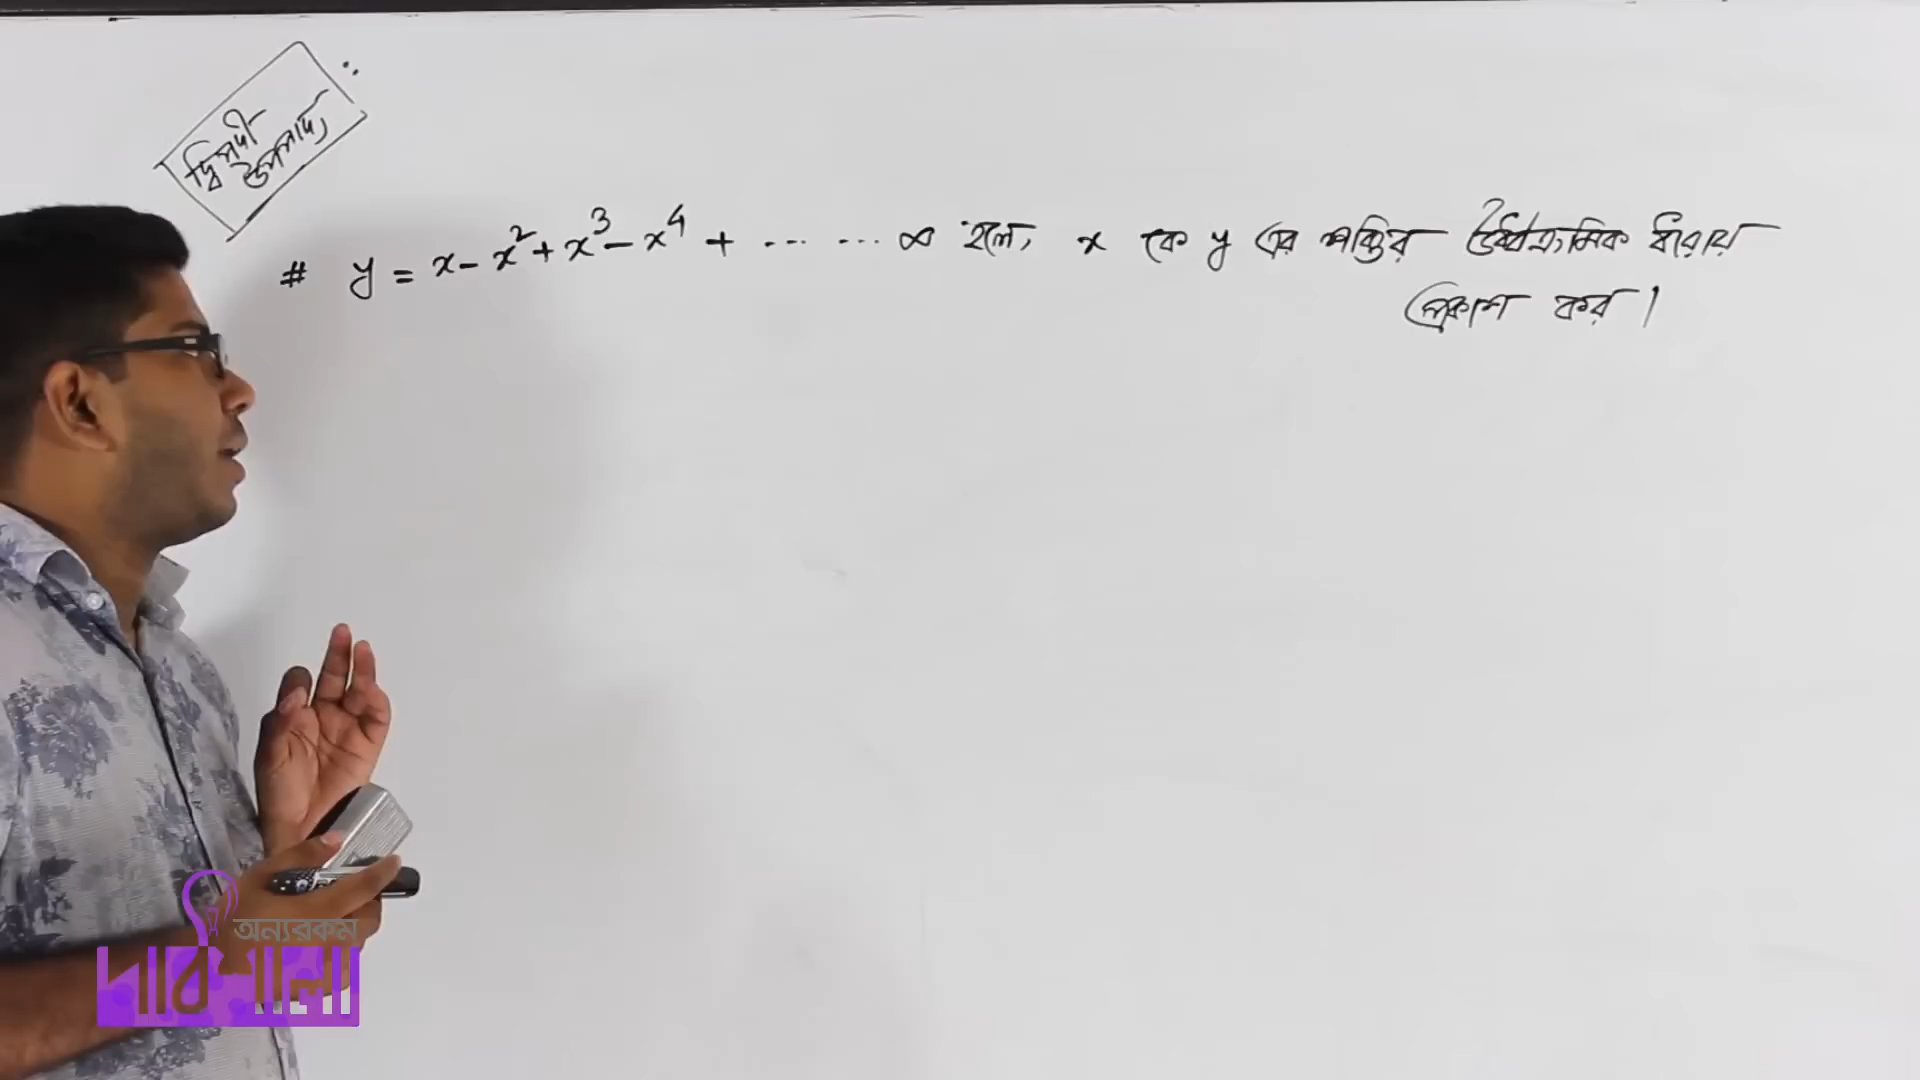 দ্বিপদী
উপপাদ্য
# y = x - x² + x³ - x⁴ + ... ... ∞ হলে, x কে y এর শক্তির ঊর্ধ্বক্রমিক ধারায়
প্রকাশ কর।
অন্যরকম
পাঠশালা